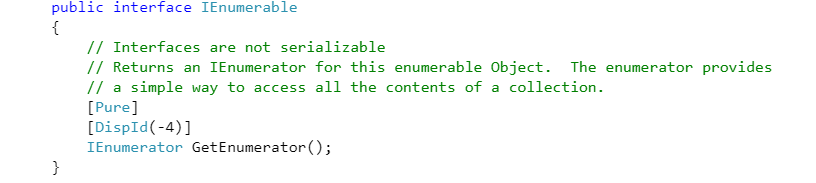 public interface IEnumerable
{
// Interfaces are not serializable
// Returns an IEnumerator for this enumerable Object.  The enumerator provides
// a simple way to access all the contents of a collection.
[Pure]
[DispId(-4)]
IEnumerator GetEnumerator();
}